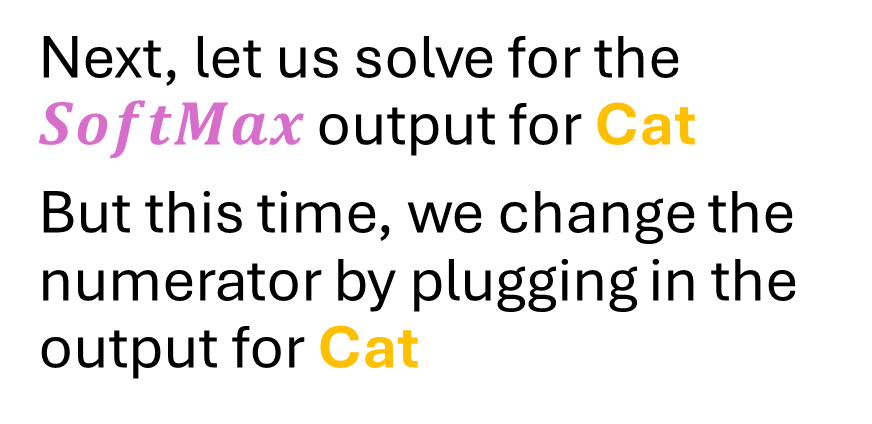 Next, let us solve for the
SoftMax output for Cat
But this time, we change the
numerator by plugging in the
output for Cat